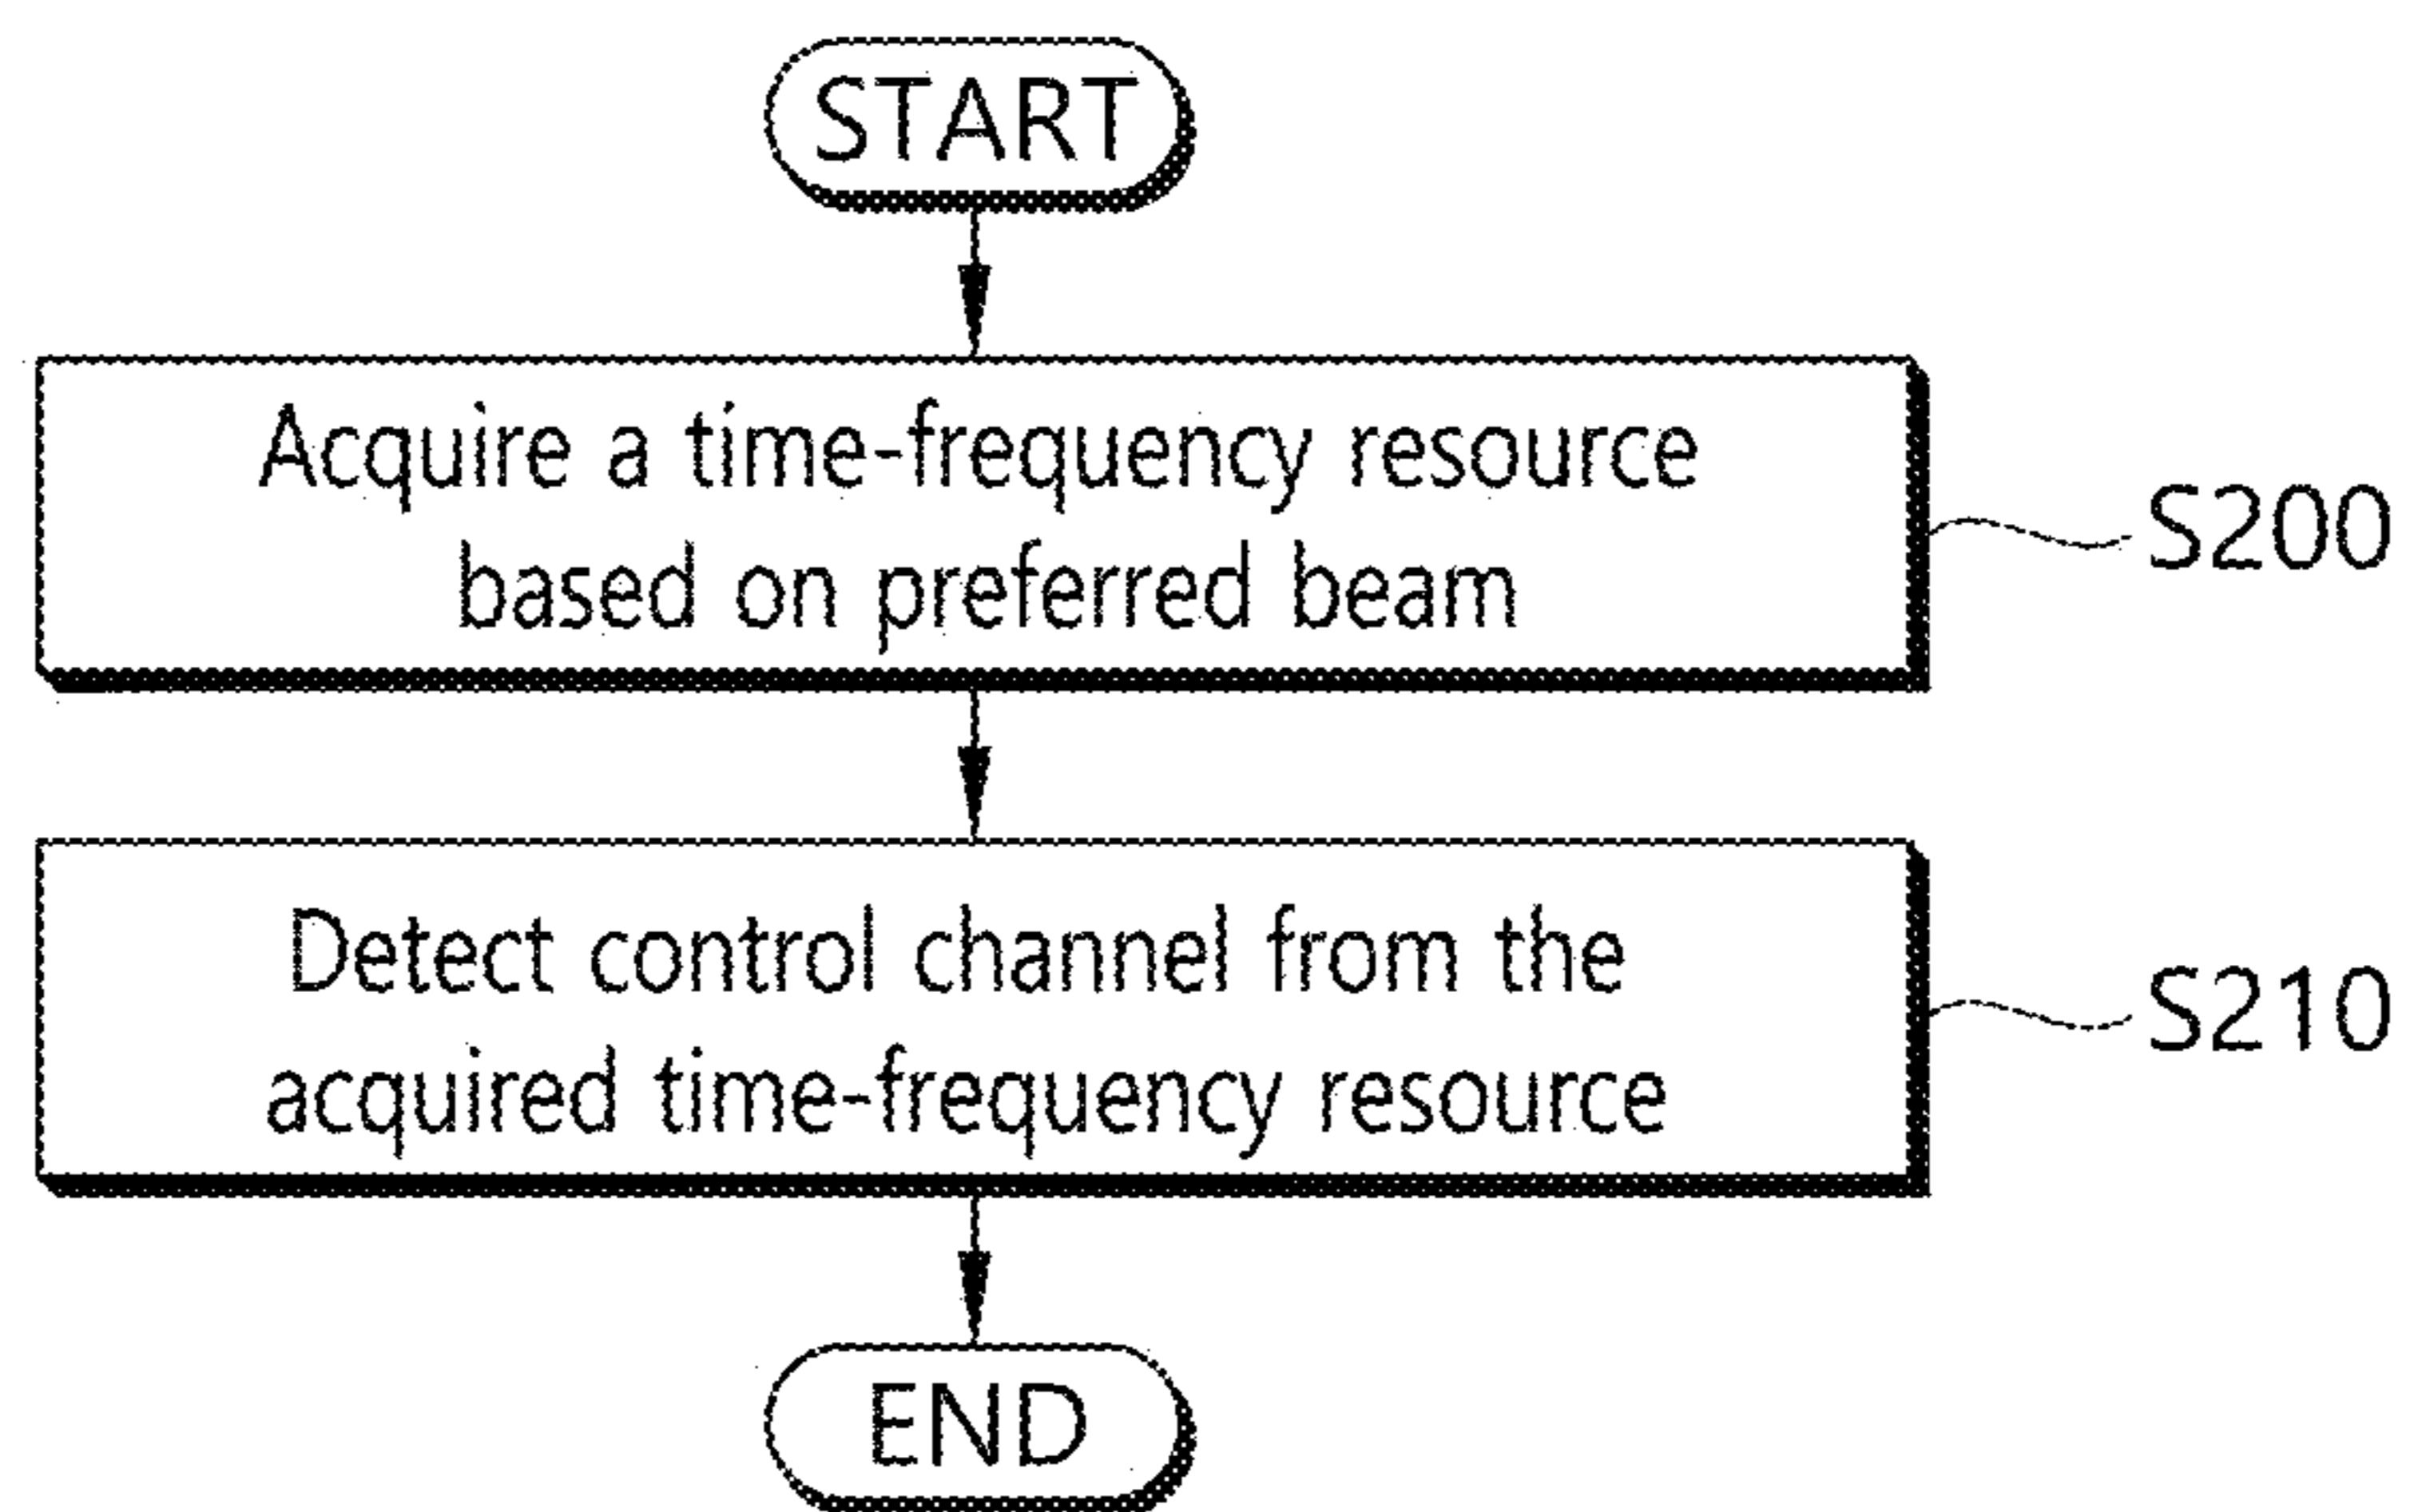 START
Acquire a time-frequency resource
based on preferred beam
S200
Detect control channel from the
acquired time-frequency resource
S210
END